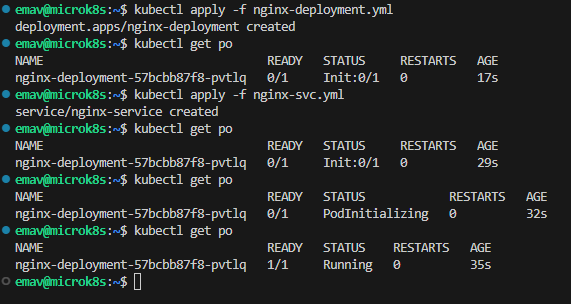 emav@microk8s:~$ kubectl apply -f nginx-deployment.yml
deployment.apps/nginx-deployment created
emav@microk8s:~$ kubectl get po
NAME                                READY   STATUS     RESTARTS   AGE
nginx-deployment-57bcbb87f8-pvtlq   0/1     Init:0/1   0          17s
emav@microk8s:~$ kubectl apply -f nginx-svc.yml
service/nginx-service created
emav@microk8s:~$ kubectl get po
NAME                                READY   STATUS     RESTARTS   AGE
nginx-deployment-57bcbb87f8-pvtlq   0/1     Init:0/1   0          29s
emav@microk8s:~$ kubectl get po
NAME                                READY   STATUS            RESTARTS   AGE
nginx-deployment-57bcbb87f8-pvtlq   0/1     PodInitializing   0          32s
emav@microk8s:~$ kubectl get po
NAME                                READY   STATUS    RESTARTS   AGE
nginx-deployment-57bcbb87f8-pvtlq   1/1     Running   0          35s
emav@microk8s:~$